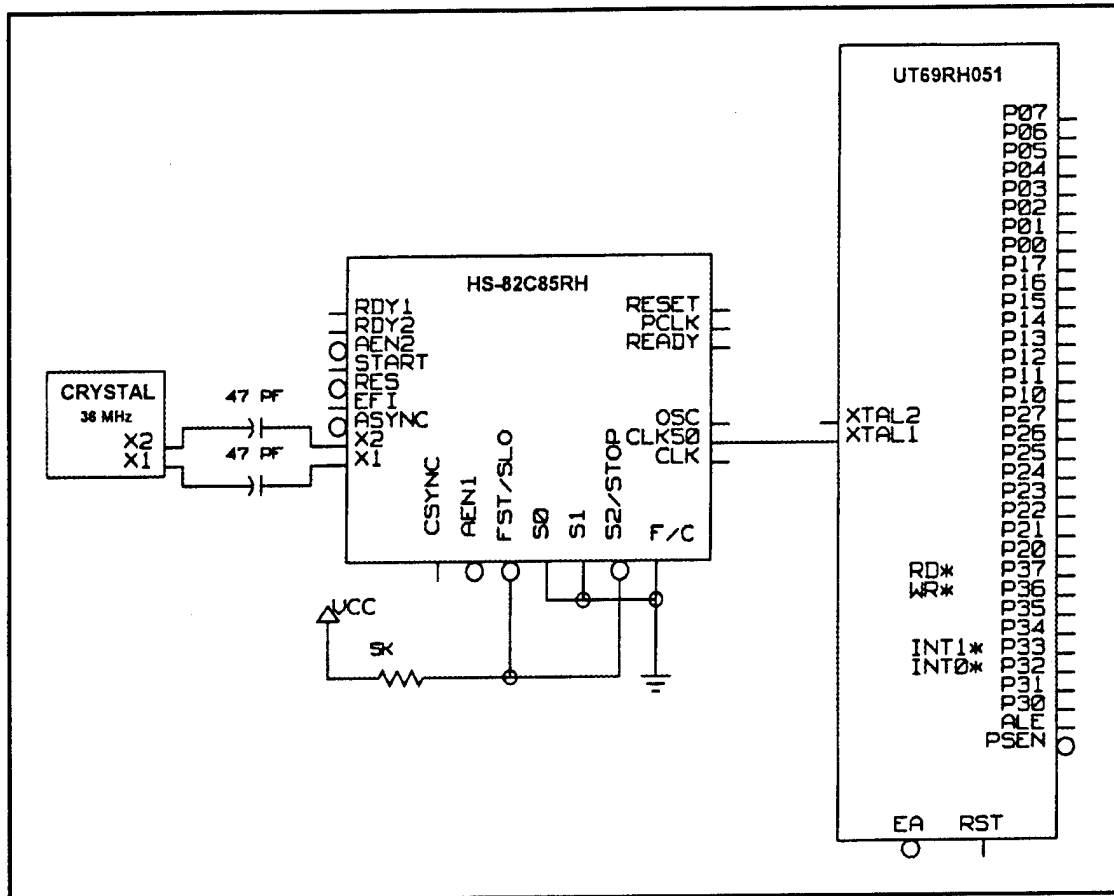 CRYSTAL
36 MHz
X2
X1
47 PF
47 PF
HS-82C85RH
RDY1
RDY2
AEN2
START
RES
EFI
ASYNC
X2
X1
RESET
PCLK
READY
OSC
CLK50
CLK
CSYNC
AEN1
FST/SLO
S0
S1
S2/STOP
F/C
VCC
5K
UT69RH051
P07
P06
P05
P04
P03
P02
P01
P00
P17
P16
P15
P14
P13
P12
P11
P10
P27
P26
P25
P24
P23
P22
P21
P20
P37
P36
P35
P34
P33
P32
P31
P30
ALE
PSEN
XTAL2
XTAL1
RD*
WR*
INT1*
INT0*
EA RST